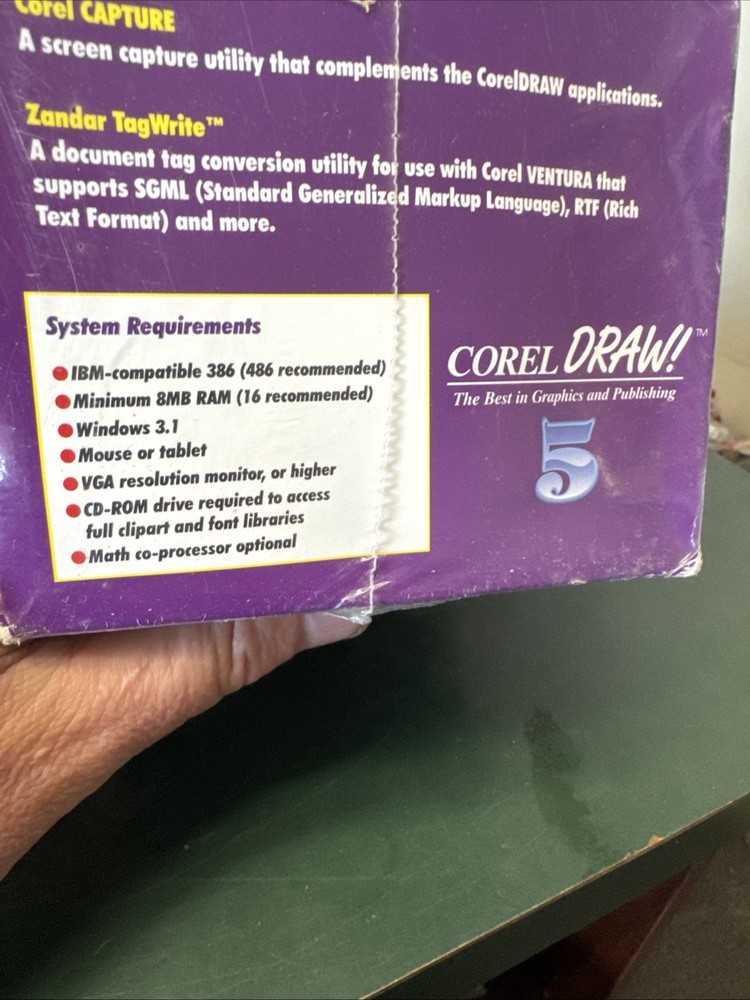 Corel CAPTURE
A screen capture utility that complements the CorelDRAW applications.
Zandar TagWrite™
A document tag conversion utility for use with Corel VENTURA that
supports SGML (Standard Generalized Markup Language), RTF (Rich
Text Format) and more.
System Requirements
IBM-compatible 386 (486 recommended)
Minimum 8MB RAM (16 recommended)
Windows 3.1
Mouse or tablet
VGA resolution monitor, or higher
CD-ROM drive required to access
full clipart and font libraries
Math co-processor optional
COREL DRAW!™
The Best in Graphics and Publishing
5